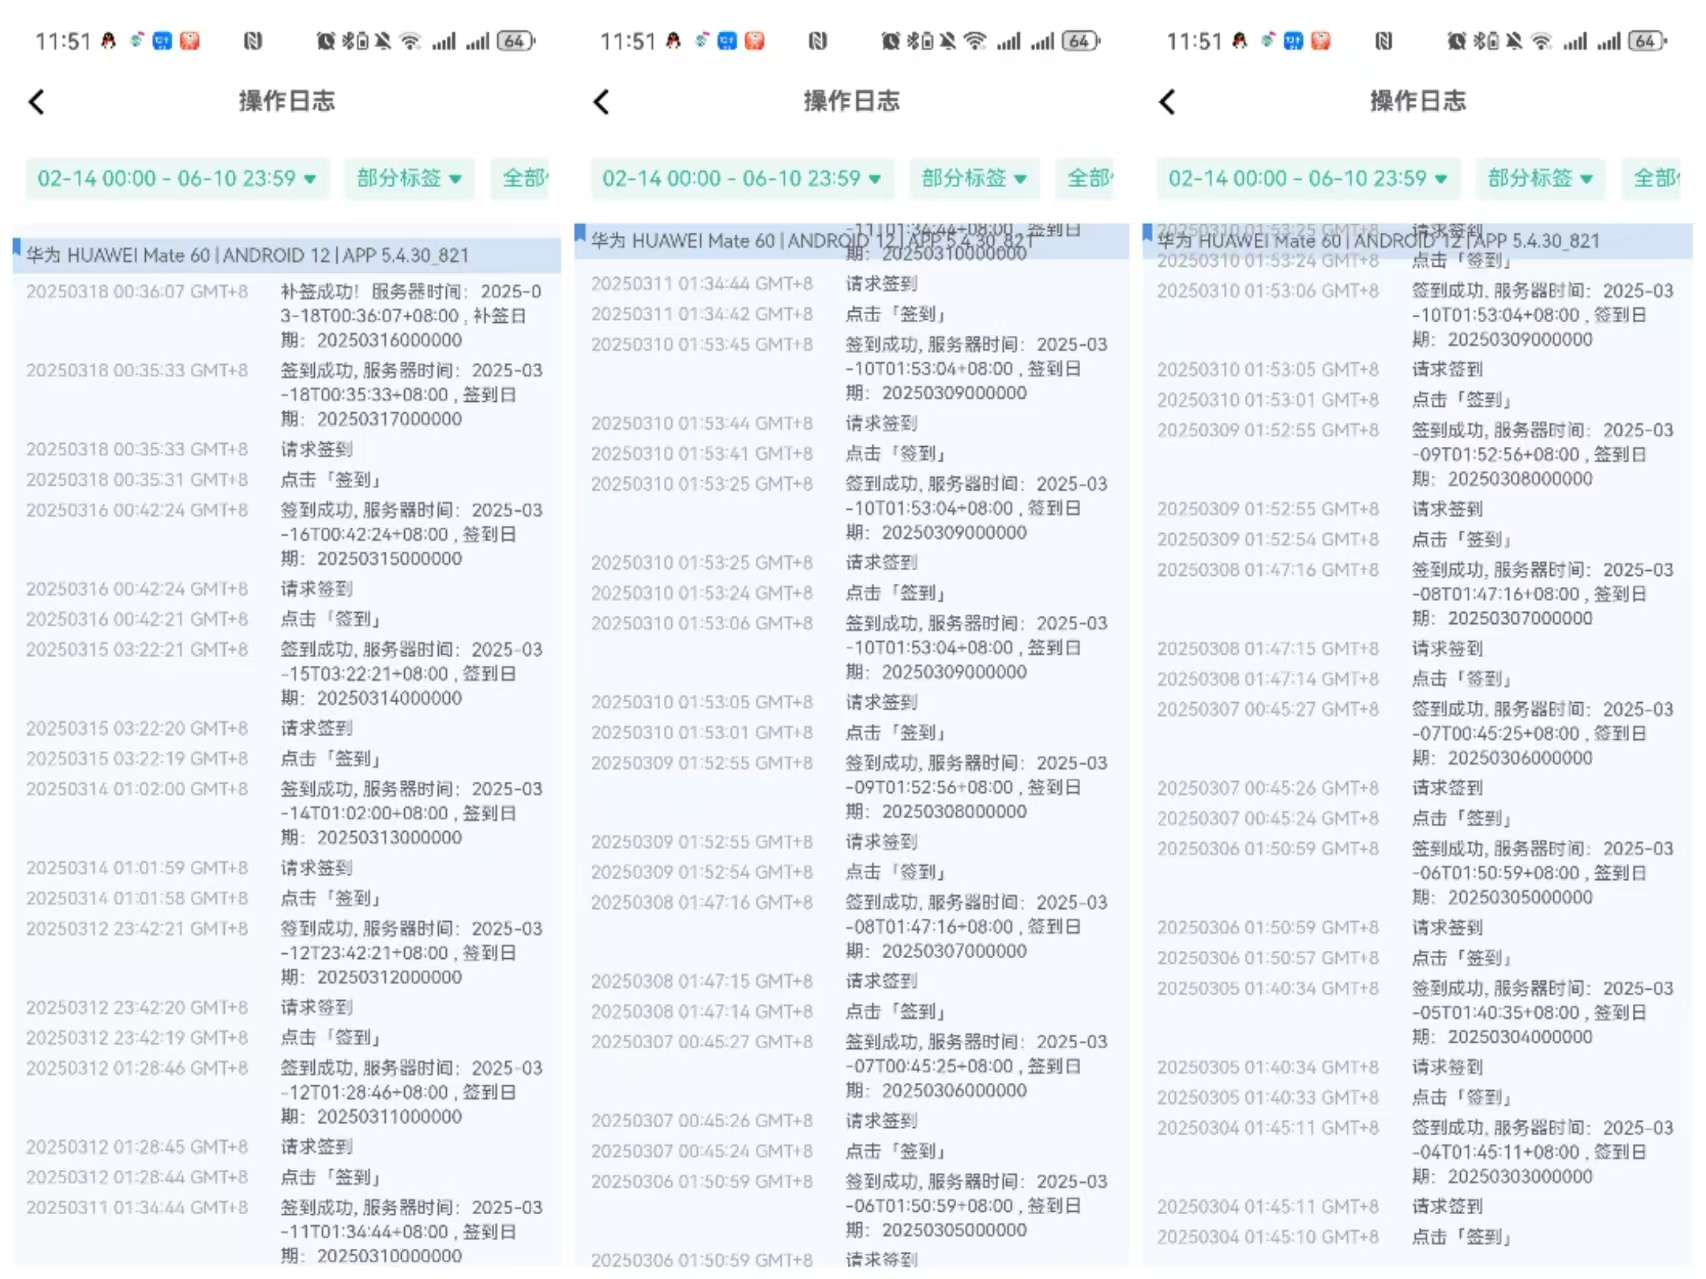 11:51
64
操作日志
02-14 00:00 - 06-10 23:59
部分标签
全部
华为 HUAWEI Mate 60 | ANDROID 12 | APP 5.4.30_821
20250318 00:36:07 GMT+8 补签成功！服务器时间：2025-0
3-18T00:36:07+08:00 , 补签日
期：20250316000000
20250318 00:35:33 GMT+8 签到成功, 服务器时间：2025-03
-18T00:35:33+08:00 , 签到日
期：20250317000000
20250318 00:35:33 GMT+8 请求签到
20250318 00:35:31 GMT+8 点击「签到」
20250316 00:42:24 GMT+8 签到成功, 服务器时间：2025-03
-16T00:42:24+08:00 , 签到日
期：20250315000000
20250316 00:42:24 GMT+8 请求签到
20250316 00:42:21 GMT+8 点击「签到」
20250315 03:22:21 GMT+8 签到成功, 服务器时间：2025-03
-15T03:22:21+08:00 , 签到日
期：20250314000000
20250315 03:22:20 GMT+8 请求签到
20250315 03:22:19 GMT+8 点击「签到」
20250314 01:02:00 GMT+8 签到成功, 服务器时间：2025-03
-14T01:02:00+08:00 , 签到日
期：20250313000000
20250314 01:01:59 GMT+8 请求签到
20250314 01:01:58 GMT+8 点击「签到」
20250312 23:42:21 GMT+8 签到成功, 服务器时间：2025-03
-12T23:42:21+08:00 , 签到日
期：20250312000000
20250312 23:42:20 GMT+8 请求签到
20250312 23:42:19 GMT+8 点击「签到」
20250312 01:28:46 GMT+8 签到成功, 服务器时间：2025-03
-12T01:28:46+08:00 , 签到日
期：20250311000000
20250312 01:28:45 GMT+8 请求签到
20250312 01:28:44 GMT+8 点击「签到」
20250311 01:34:44 GMT+8 签到成功, 服务器时间：2025-03
-11T01:34:44+08:00 , 签到日
期：20250310000000
11:51
64
操作日志
02-14 00:00 - 06-10 23:59
部分标签
全部
-11T01:34:44+08:00 , 签到日
华为 HUAWEI Mate 60 | ANDROID 12 | APP 5.4.30_821
期：20250310000000
20250311 01:34:44 GMT+8 请求签到
20250311 01:34:42 GMT+8 点击「签到」
20250310 01:53:45 GMT+8 签到成功, 服务器时间：2025-03
-10T01:53:04+08:00 , 签到日
期：20250309000000
20250310 01:53:44 GMT+8 请求签到
20250310 01:53:41 GMT+8 点击「签到」
20250310 01:53:25 GMT+8 签到成功, 服务器时间：2025-03
-10T01:53:04+08:00 , 签到日
期：20250309000000
20250310 01:53:25 GMT+8 请求签到
20250310 01:53:24 GMT+8 点击「签到」
20250310 01:53:06 GMT+8 签到成功, 服务器时间：2025-03
-10T01:53:04+08:00 , 签到日
期：20250309000000
20250310 01:53:05 GMT+8 请求签到
20250310 01:53:01 GMT+8 点击「签到」
20250309 01:52:55 GMT+8 签到成功, 服务器时间：2025-03
-09T01:52:56+08:00 , 签到日
期：20250308000000
20250309 01:52:55 GMT+8 请求签到
20250309 01:52:54 GMT+8 点击「签到」
20250308 01:47:16 GMT+8 签到成功, 服务器时间：2025-03
-08T01:47:16+08:00 , 签到日
期：20250307000000
20250308 01:47:15 GMT+8 请求签到
20250308 01:47:14 GMT+8 点击「签到」
20250307 00:45:27 GMT+8 签到成功, 服务器时间：2025-03
-07T00:45:25+08:00 , 签到日
期：20250306000000
20250307 00:45:26 GMT+8 请求签到
20250307 00:45:24 GMT+8 点击「签到」
20250306 01:50:59 GMT+8 签到成功, 服务器时间：2025-03
-06T01:50:59+08:00 , 签到日
期：20250305000000
20250306 01:50:59 GMT+8 请求签到
11:51
64
操作日志
02-14 00:00 - 06-10 23:59
部分标签
全部
20250310 01:53:25 GMT+8 请求签到
华为 HUAWEI Mate 60 | ANDROID 12 | APP 5.4.30_821
20250310 01:53:24 GMT+8 点击「签到」
20250310 01:53:06 GMT+8 签到成功, 服务器时间：2025-03
-10T01:53:04+08:00 , 签到日
期：20250309000000
20250310 01:53:05 GMT+8 请求签到
20250310 01:53:01 GMT+8 点击「签到」
20250309 01:52:55 GMT+8 签到成功, 服务器时间：2025-03
-09T01:52:56+08:00 , 签到日
期：20250308000000
20250309 01:52:55 GMT+8 请求签到
20250309 01:52:54 GMT+8 点击「签到」
20250308 01:47:16 GMT+8 签到成功, 服务器时间：2025-03
-08T01:47:16+08:00 , 签到日
期：20250307000000
20250308 01:47:15 GMT+8 请求签到
20250308 01:47:14 GMT+8 点击「签到」
20250307 00:45:27 GMT+8 签到成功, 服务器时间：2025-03
-07T00:45:25+08:00 , 签到日
期：20250306000000
20250307 00:45:26 GMT+8 请求签到
20250307 00:45:24 GMT+8 点击「签到」
20250306 01:50:59 GMT+8 签到成功, 服务器时间：2025-03
-06T01:50:59+08:00 , 签到日
期：20250305000000
20250306 01:50:59 GMT+8 请求签到
20250306 01:50:57 GMT+8 点击「签到」
20250305 01:40:34 GMT+8 签到成功, 服务器时间：2025-03
-05T01:40:35+08:00 , 签到日
期：20250304000000
20250305 01:40:34 GMT+8 请求签到
20250305 01:40:33 GMT+8 点击「签到」
20250304 01:45:11 GMT+8 签到成功, 服务器时间：2025-03
-04T01:45:11+08:00 , 签到日
期：20250303000000
20250304 01:45:11 GMT+8 请求签到
20250304 01:45:10 GMT+8 点击「签到」